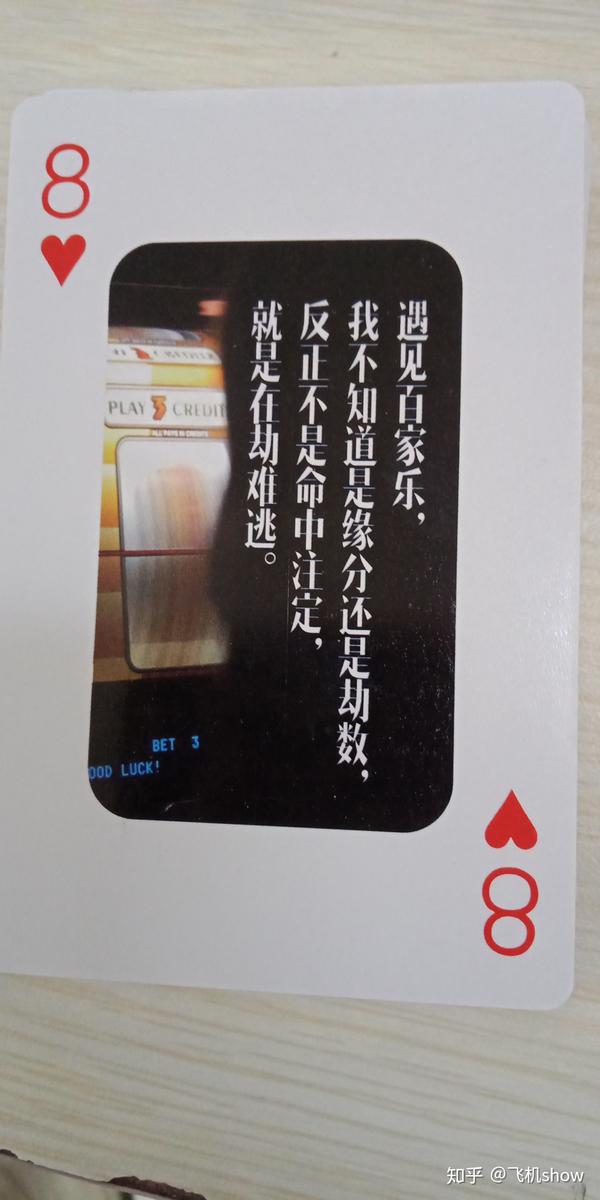 8
遇见百家乐，
我不知道是缘分还是劫数，
反正不是命中注定，
就是在劫难逃。
PLAY 3 CREDIT
ALL PAYS IN CREDITS
BET 3
OOD LUCK!
8
知乎 @飞机show